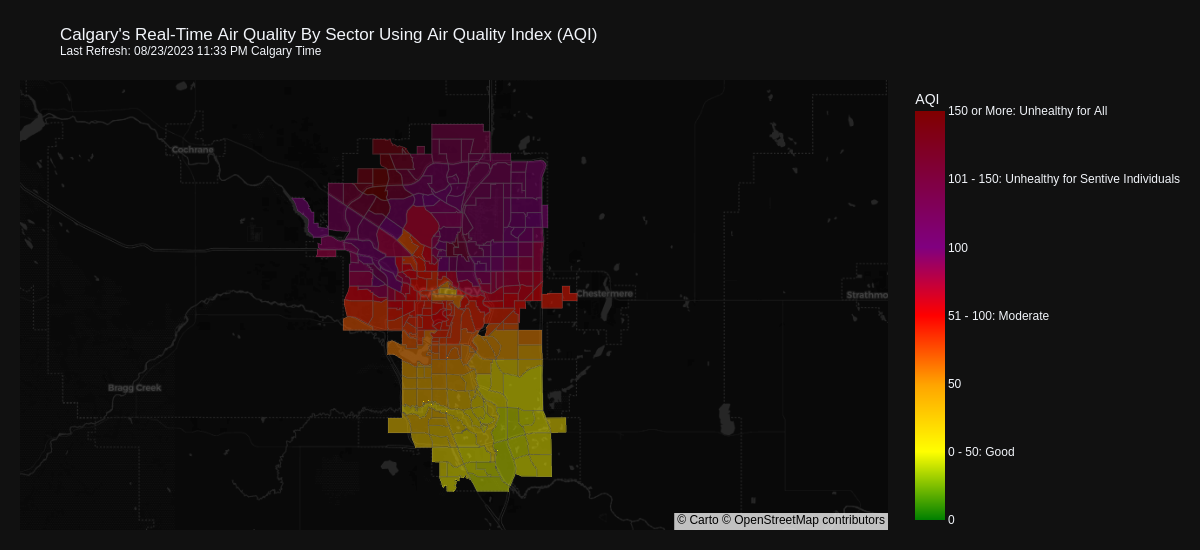 Calgary's Real-Time Air Quality By Sector Using Air Quality Index (AQI)
Last Refresh: 08/23/2023 11:33 PM Calgary Time
AQI
150 or More: Unhealthy for All
101 - 150: Unhealthy for Sentive Individuals
100
51 - 100: Moderate
50
0 - 50: Good
0
Cochrane
CALGARY
Chestermere
Strathmo
Bragg Creek
© Carto © OpenStreetMap contributors